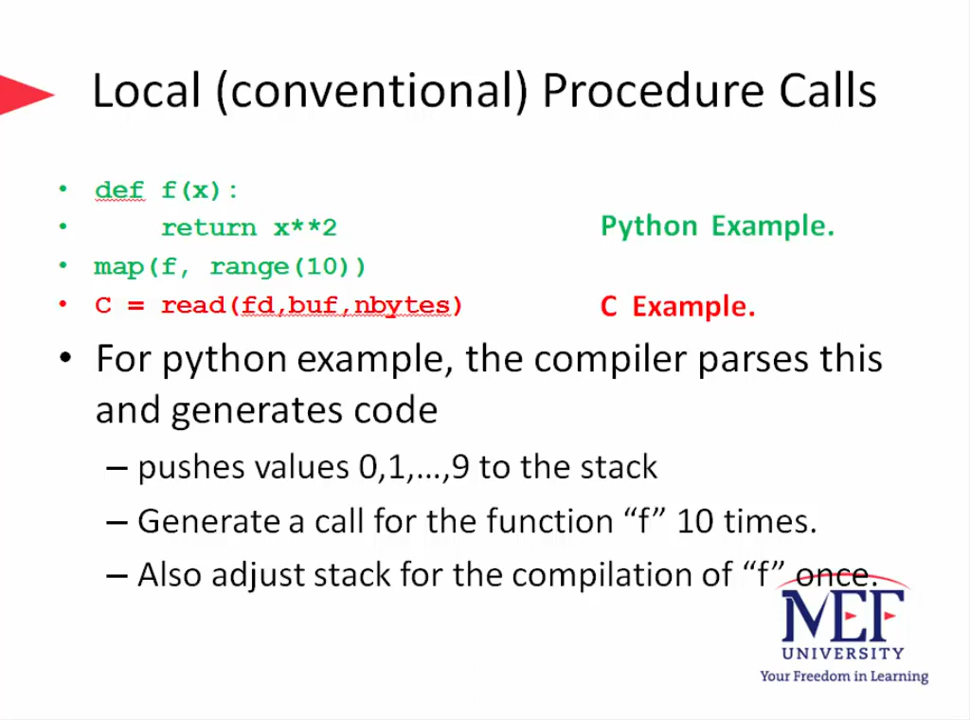 Local (conventional) Procedure Calls
• def f(x):
• return x**2 Python Example.
• map(f, range(10))
• C = read(fd,buf,nbytes) C Example.
• For python example, the compiler parses this
and generates code
– pushes values 0,1,...,9 to the stack
– Generate a call for the function “f” 10 times.
– Also adjust stack for the compilation of “f” once.
MEF
UNIVERSITY
Your Freedom in Learning